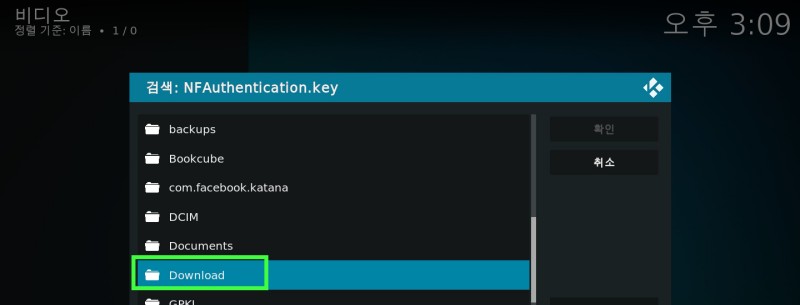 비디오
정렬 기준: 이름 • 1 / 0
오후 3:09
검색: NFAuthentication.key
backups
Bookcube
com.facebook.katana
DCIM
Documents
Download
GPKI
확인
취소